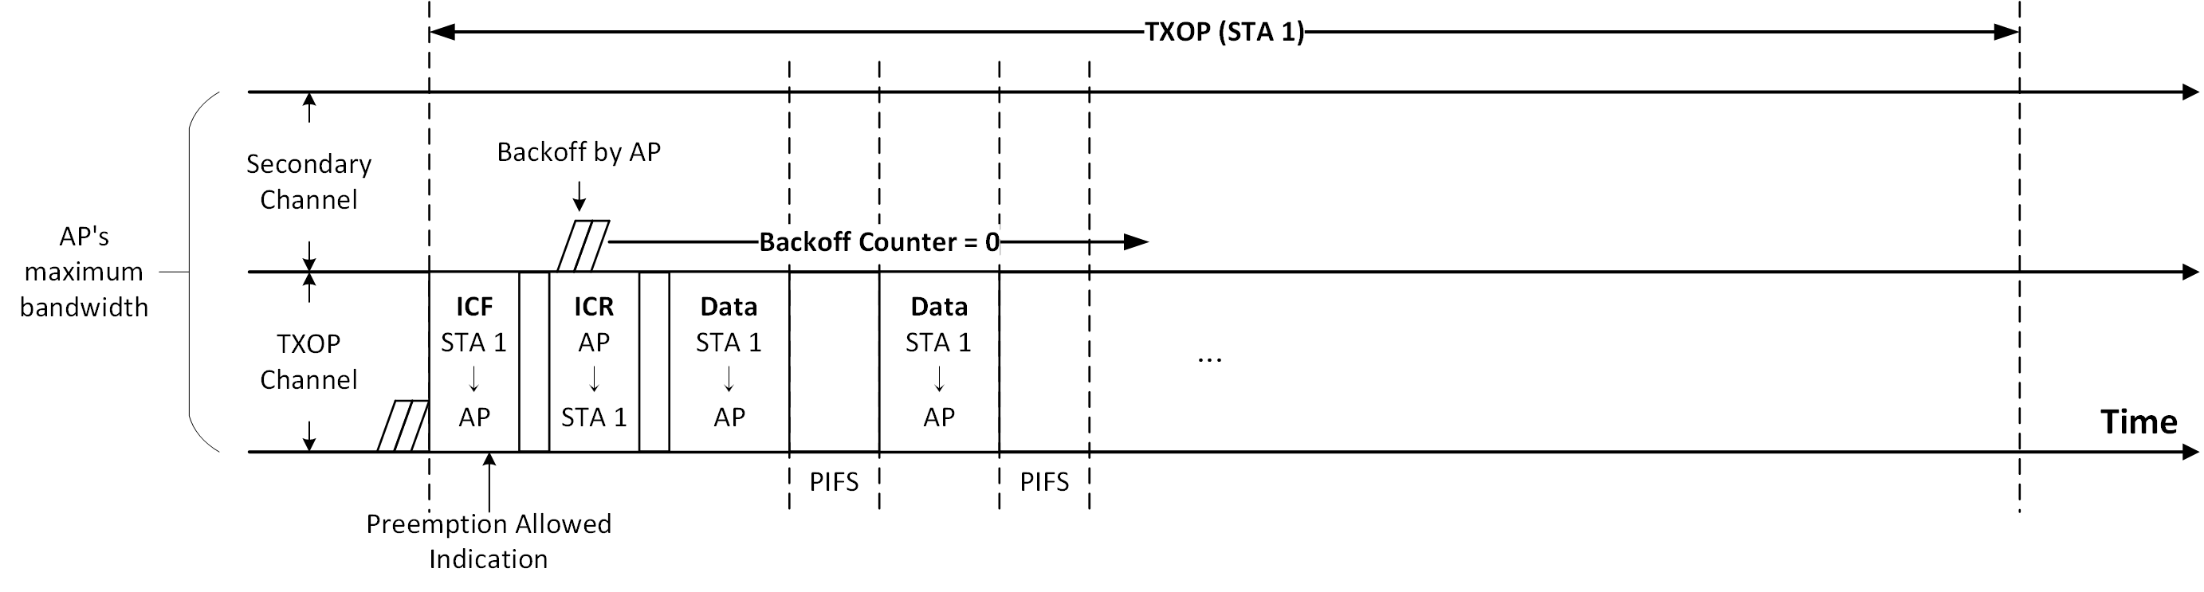 TXOP (STA 1)
Backoff by AP
Secondary
Channel
Backoff Counter = 0
AP's
maximum
bandwidth
TXOP
Channel
ICF
STA 1
↓
AP
ICR
AP
↓
STA 1
Data
STA 1
↓
AP
Data
STA 1
↓
AP
...
Time
PIFS
PIFS
Preemption Allowed
Indication